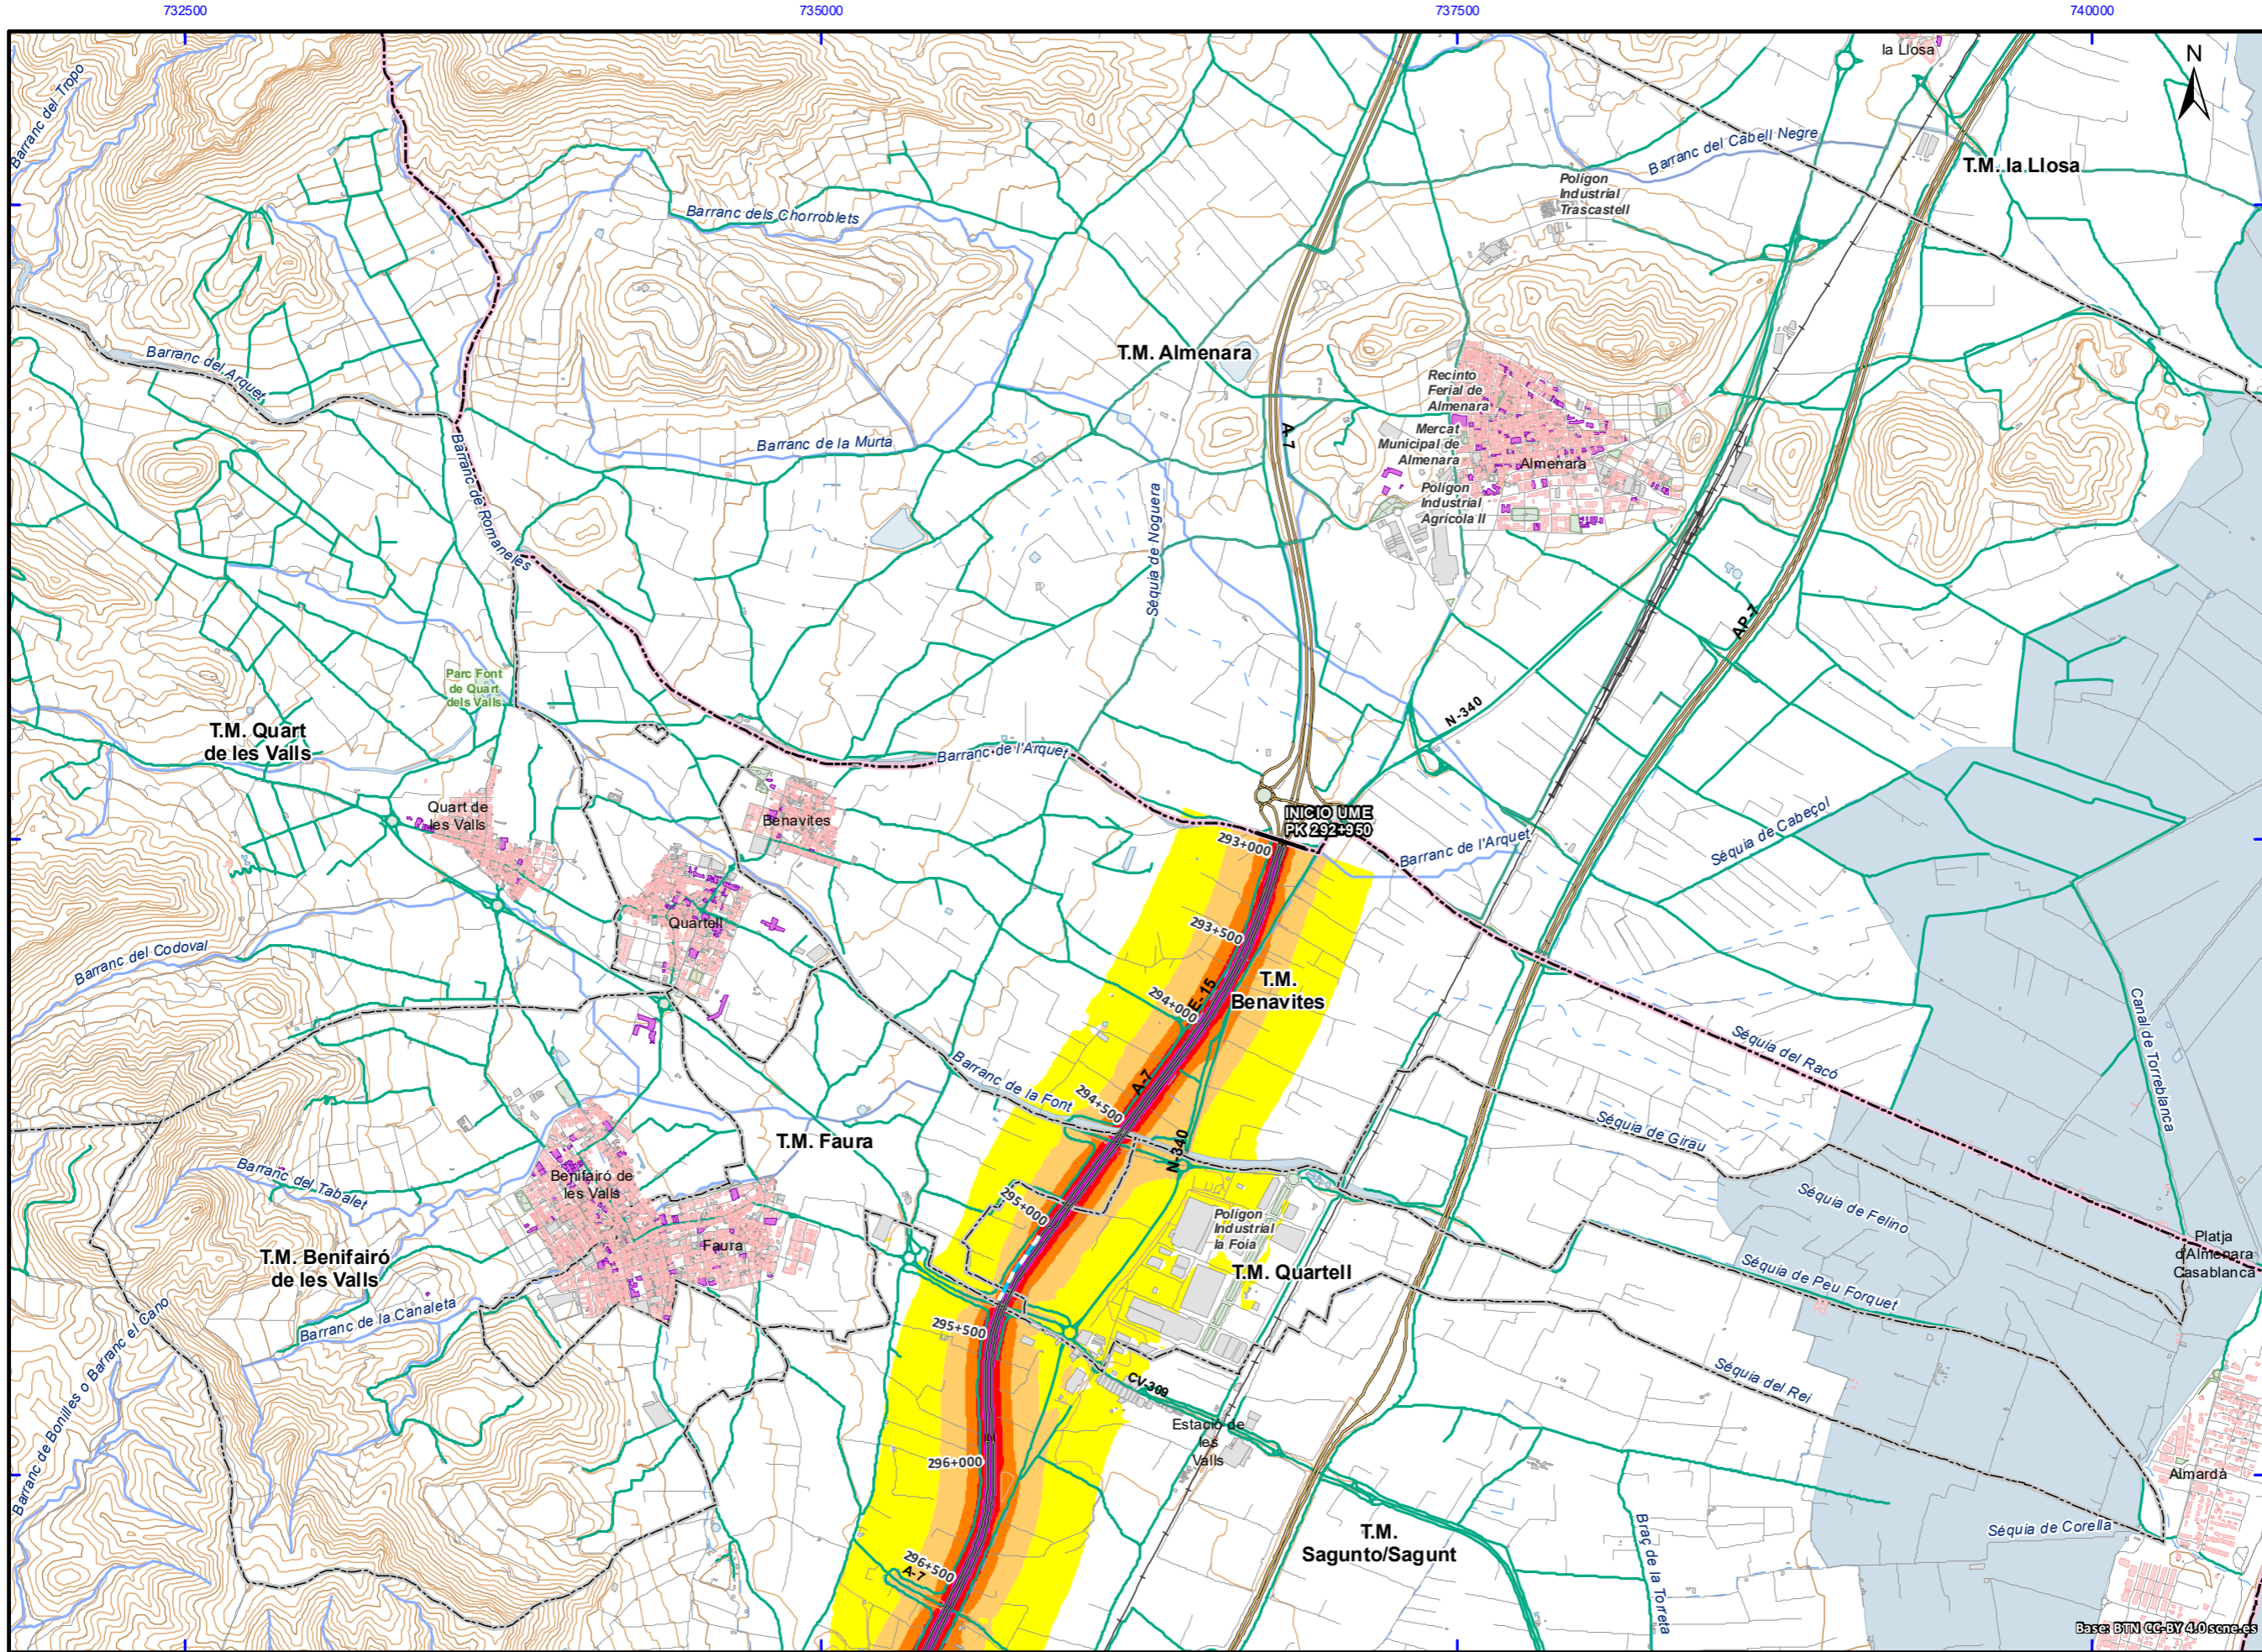 732500
735000
737500
740000
la Llosa
N
Barranc del Tropo
Barranc del Cabell Negre
T.M. la Llosa
Polígon
Industrial
Trascastell
Barranc dels Chorroblets
T.M. Almenara
Barranc del Arquet
Recinto
Ferial de
Almenara
A-7
Mercat
Municipal de
Almenara
Barranc de la Murta
Almenara
Barranc de Romaneles
Polígon
Industrial
Agrícola II
Séquia de Noguera
AP-7
Parc Font
de Quart
dels Valls
N-340
T.M. Quart
de les Valls
Barranc de l'Arquet
Quart de
les Valls
Benavites
INICIO UME
PK 292+950
293+000
Barranc de l'Arquet
Séquia de Cabeçol
Quartell
293+500
Barranc del Codoval
T.M.
Benavites
E-15
294+000
Canal de Torreblanca
Séquia del Racó
A-7
Barranc de la Font
294+500
Séquia de Girau
T.M. Faura
N-340
Barranc del Tabalet
Benifairó de
les Valls
295+000
Séquia de Felino
Polígon
Industrial
la Foia
Faura
T.M. Benifairó
de les Valls
T.M. Quartell
Platja
d'Almenara
Casablanca
Séquia de Peu Forquet
Barranc de la Canaleta
295+500
Barranc de Bonilles o Barranc el Cano
CV-309
Séquia del Rei
Estació de
les
Valls
296+000
Almardà
T.M.
Sagunto/Sagunt
Séquia de Corella
Braç de la Torreta
296+500
A-7
Base: BTN CC-BY 4.0 scne.es